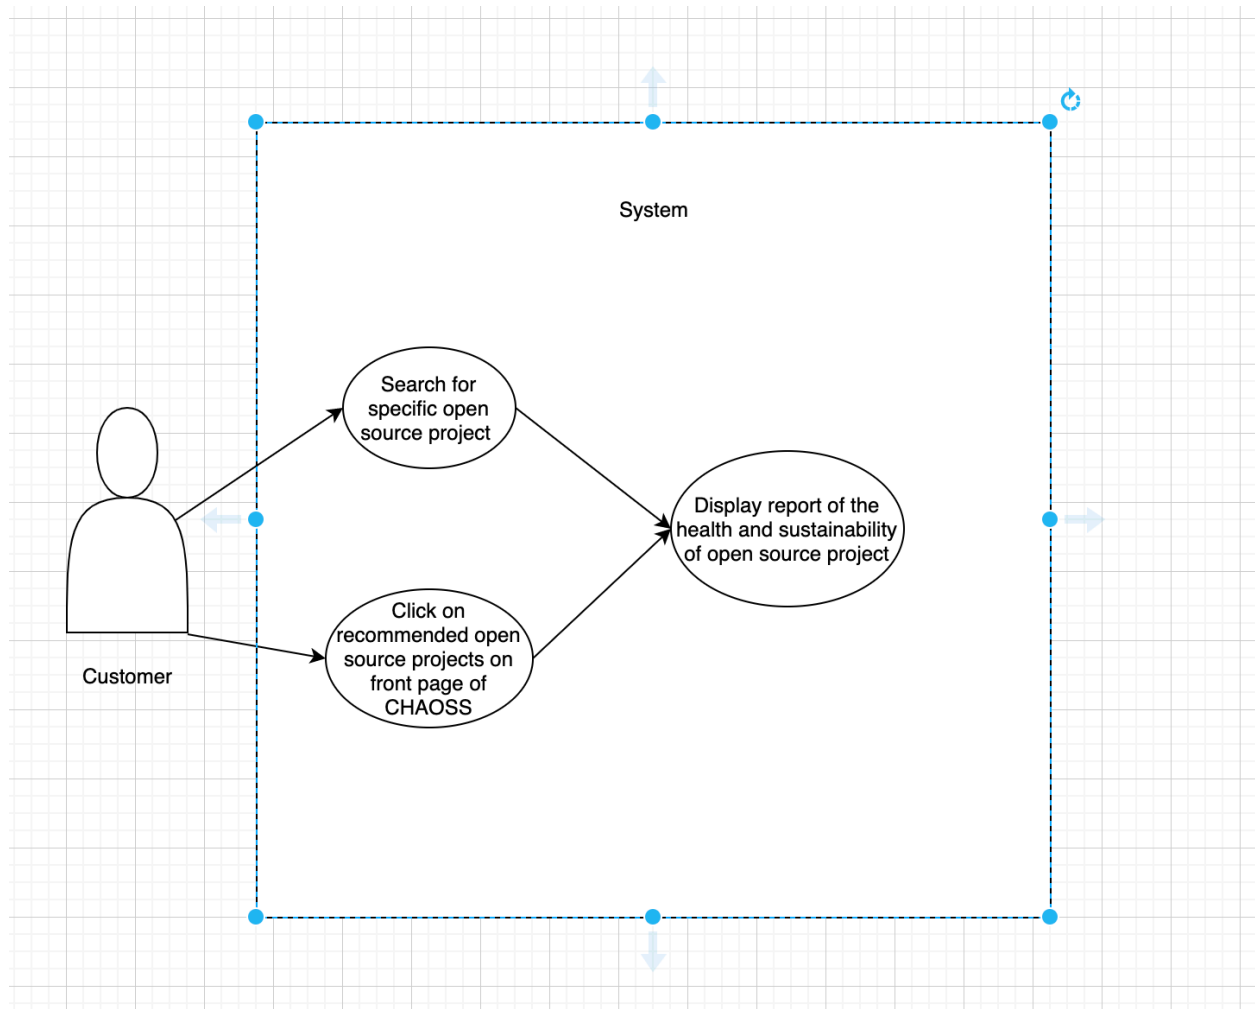 System
Search for
specific open
source project
Display report of the
health and sustainability
of open source project
Click on
recommended open
source projects on
front page of
CHAOSS
Customer